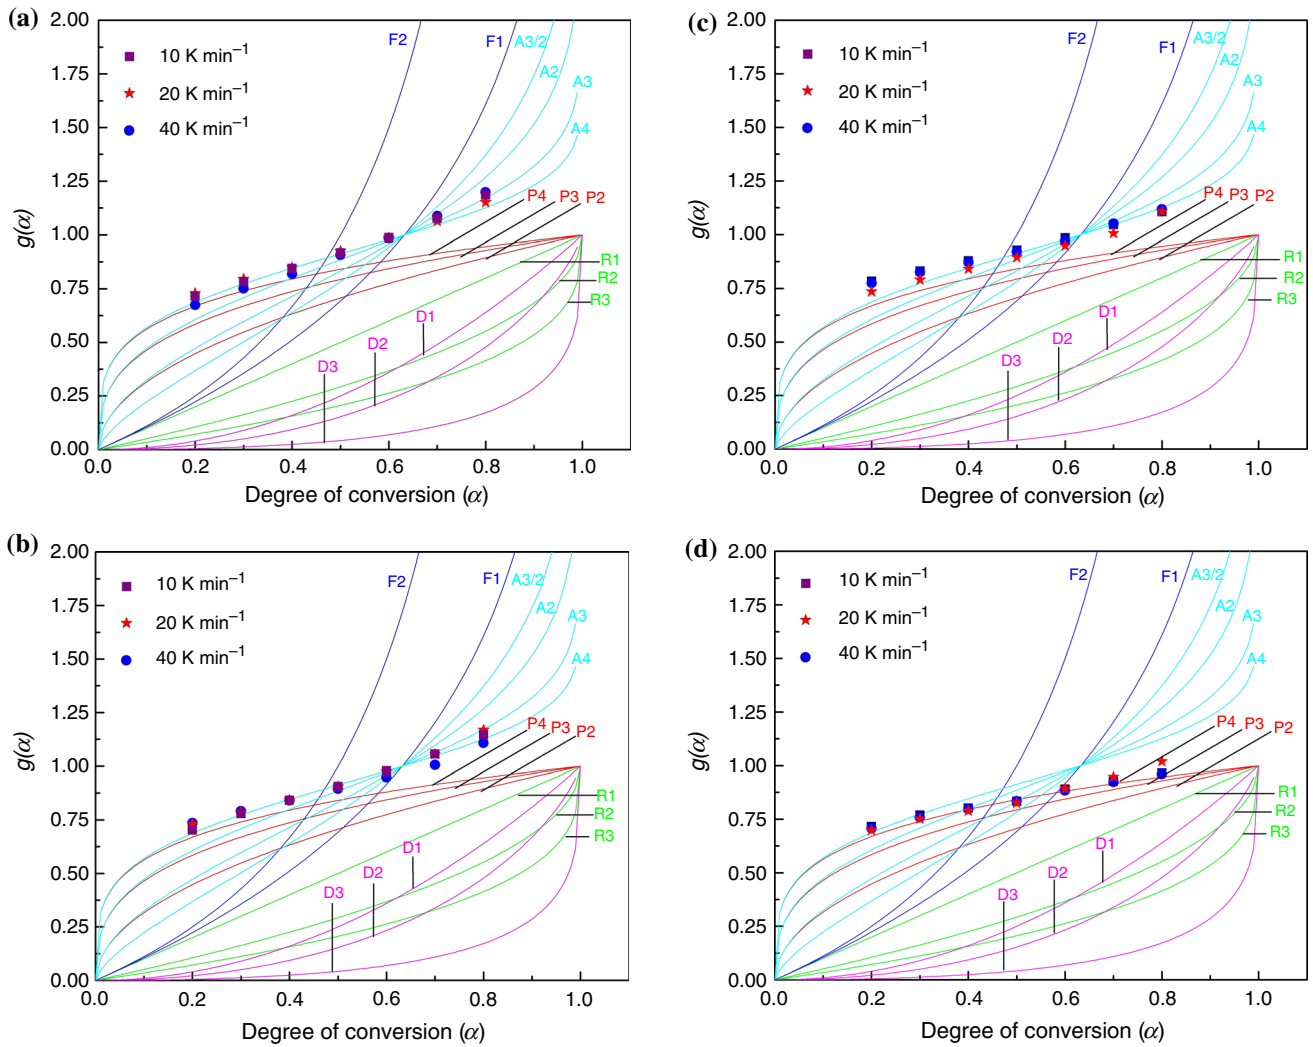 (a)
2.00
1.75
1.50
1.25
1.00
0.75
0.50
0.25
0.00
g(α)
10 K min⁻¹
20 K min⁻¹
40 K min⁻¹
F2
F1
A3/2
A2
A3
A4
P4
P3
P2
R1
R2
R3
D1
D2
D3
0.0 0.2 0.4 0.6 0.8 1.0
Degree of conversion (α)
(c)
2.00
1.75
1.50
1.25
1.00
0.75
0.50
0.25
0.00
g(α)
10 K min⁻¹
20 K min⁻¹
40 K min⁻¹
F2
F1
A3/2
A2
A3
A4
P4
P3
P2
R1
R2
R3
D1
D2
D3
0.0 0.2 0.4 0.6 0.8 1.0
Degree of conversion (α)
(b)
2.00
1.75
1.50
1.25
1.00
0.75
0.50
0.25
0.00
g(α)
10 K min⁻¹
20 K min⁻¹
40 K min⁻¹
F2
F1
A3/2
A2
A3
A4
P4
P3
P2
R1
R2
R3
D1
D2
D3
0.0 0.2 0.4 0.6 0.8 1.0
Degree of conversion (α)
(d)
2.00
1.75
1.50
1.25
1.00
0.75
0.50
0.25
0.00
g(α)
10 K min⁻¹
20 K min⁻¹
40 K min⁻¹
F2
F1
A3/2
A2
A3
A4
P4
P3
P2
R1
R2
R3
D1
D2
D3
0.0 0.2 0.4 0.6 0.8 1.0
Degree of conversion (α)